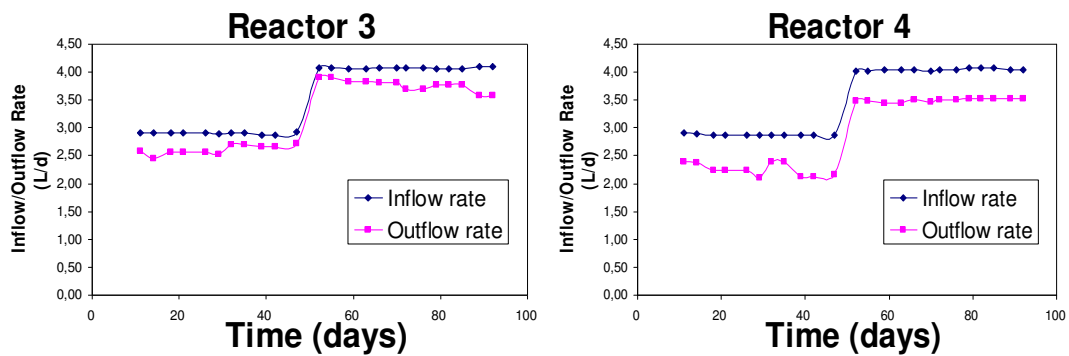 Reactor 3
4,50
4,00
3,50
3,00
2,50
2,00
1,50
1,00
0,50
0,00
Inflow/Outflow Rate
(L/d)
Inflow rate
Outflow rate
0
20
40
60
80
100
Time (days)
Reactor 4
4,50
4,00
3,50
3,00
2,50
2,00
1,50
1,00
0,50
0,00
Inflow/Outflow Rate
(L/d)
Inflow rate
Outflow rate
0
20
40
60
80
100
Time (days)